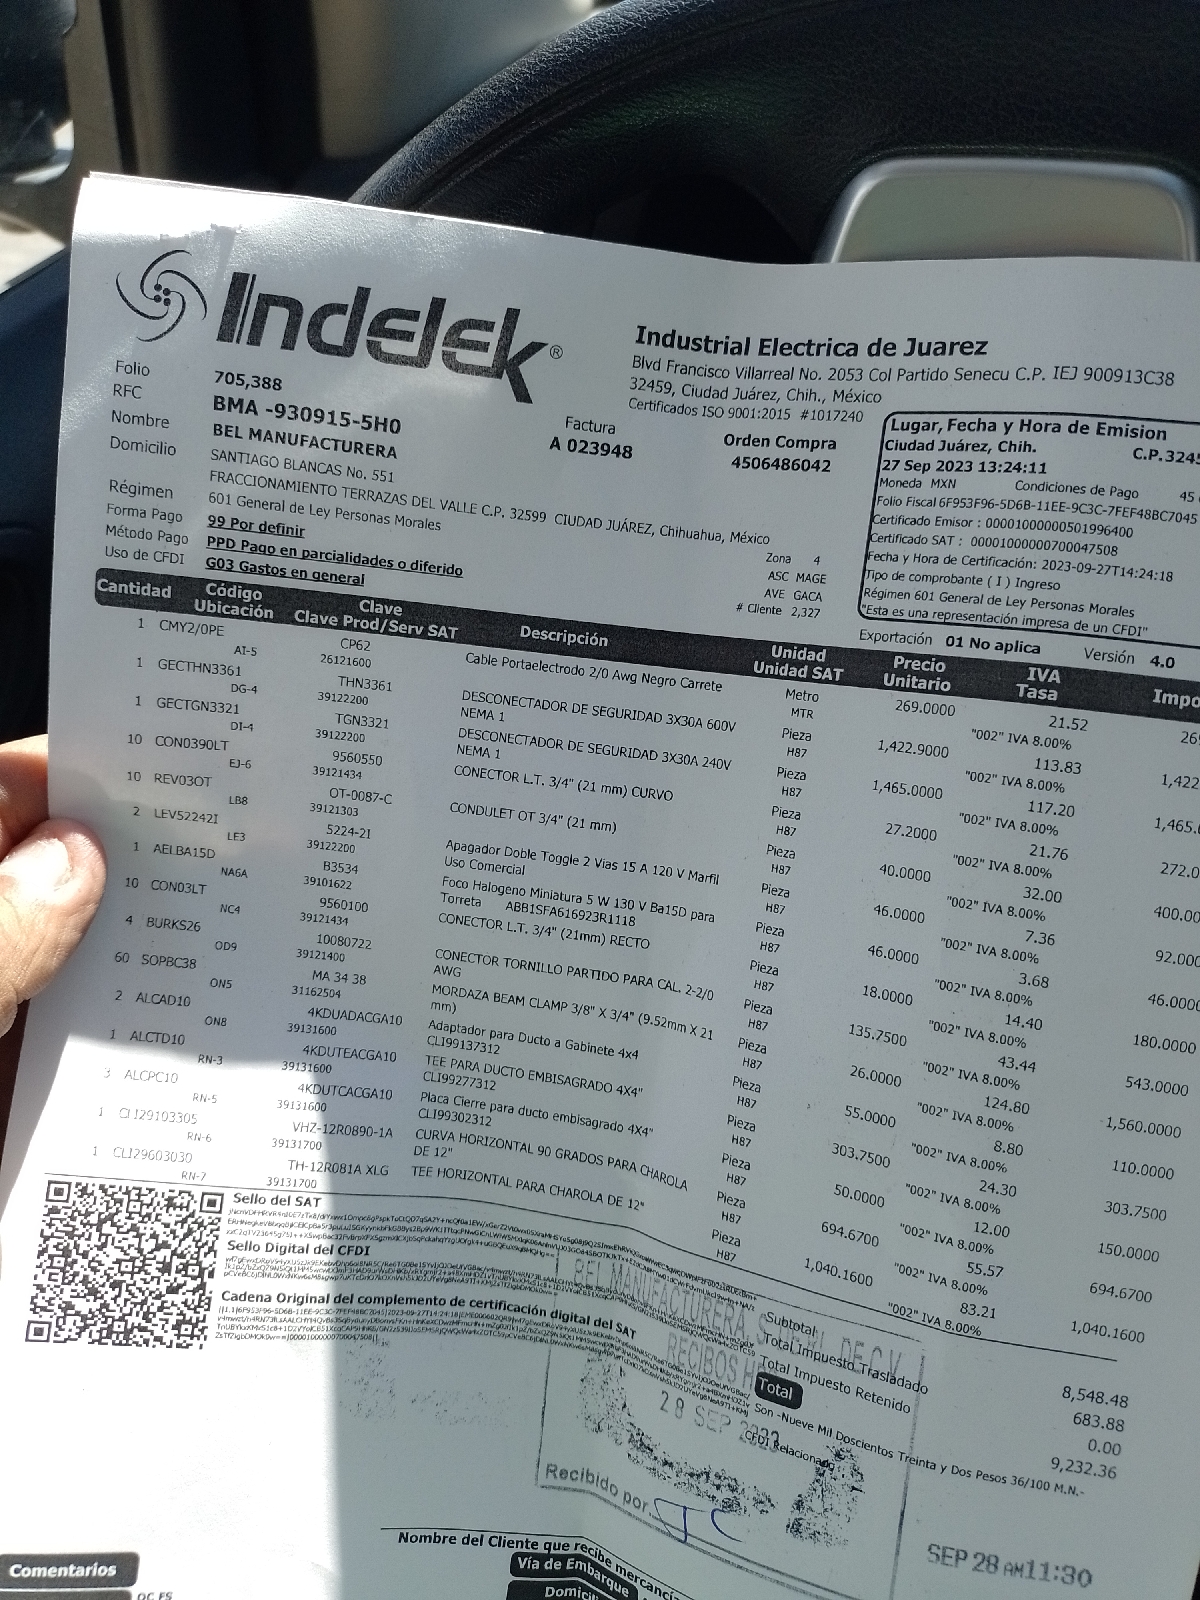 Indelek®
Industrial Electrica de Juarez
Blvd Francisco Villarreal No. 2053 Col Partido Senecu C.P. IEJ 900913C38
32459, Ciudad Juárez, Chih., México
Certificados ISO 9001:2015 #1017240
Folio 705,388
RFC BMA -930915-5H0
Nombre BEL MANUFACTURERA
Domicilio SANTIAGO BLANCAS No. 551
FRACCIONAMIENTO TERRAZAS DEL VALLE C.P. 32599 CIUDAD JUÁREZ, Chihuahua, México
Régimen 601 General de Ley Personas Morales
Forma Pago 99 Por definir
Método Pago PPD Pago en parcialidades o diferido
Uso de CFDI G03 Gastos en general
Factura
A 023948
Orden Compra
4506486042
Zona 4
ASC MAGE
AVE GACA
# Cliente 2,327
Lugar, Fecha y Hora de Emision
Ciudad Juárez, Chih. C.P.3245
27 Sep 2023 13:24:11
Moneda MXN Condiciones de Pago 45
Folio Fiscal 6F953F96-5D6B-11EE-9C3C-7FEF48BC7045
Certificado Emisor : 00001000000501996400
Certificado SAT : 00001000000700047508
Fecha y Hora de Certificación: 2023-09-27T14:24:18
Tipo de comprobante ( I ) Ingreso
Régimen 601 General de Ley Personas Morales
"Esta es una representación impresa de un CFDI"
Exportación 01 No aplica Versión 4.0
Cantidad Código Ubicación Clave Clave Prod/Serv SAT Descripción Unidad Unidad SAT Precio Unitario IVA Tasa Impo
1 CMY2/0PE CP62 Cable Portaelectrodo 2/0 Awg Negro Carrete Metro 269.0000 21.52 269
AI-5 26121600 MTR "002" IVA 8.00%
1 GECTHN3361 THN3361 DESCONECTADOR DE SEGURIDAD 3X30A 600V Pieza 1,422.9000 113.83 1,422
DG-4 39122200 NEMA 1 H87 "002" IVA 8.00%
1 GECTGN3321 TGN3321 DESCONECTADOR DE SEGURIDAD 3X30A 240V Pieza 1,465.0000 117.20 1,465.
DI-4 39122200 NEMA 1 H87 "002" IVA 8.00%
10 CON0390LT 9560550 CONECTOR L.T. 3/4" (21 mm) CURVO Pieza 27.2000 21.76 272.0
EJ-6 39121434 H87 "002" IVA 8.00%
10 REV03OT OT-0087-C CONDULET OT 3/4" (21 mm) Pieza 40.0000 32.00 400.00
LB8 39121303 H87 "002" IVA 8.00%
2 LEV52242I 5224-2I Apagador Doble Toggle 2 Vias 15 A 120 V Marfil Pieza 46.0000 7.36 92.000
LE3 39122200 Uso Comercial H87 "002" IVA 8.00%
1 AELBA15D B3534 Foco Halogeno Miniatura 5 W 130 V Ba15D para Pieza 46.0000 3.68 46.0000
NA6A 39101622 Torreta ABB1SFA616923R1118 H87 "002" IVA 8.00%
10 CON03LT 9560100 CONECTOR L.T. 3/4" (21mm) RECTO Pieza 18.0000 14.40 180.0000
NC4 39121434 H87 "002" IVA 8.00%
4 BURKS26 10080722 CONECTOR TORNILLO PARTIDO PARA CAL. 2-2/0 Pieza 135.7500 43.44 543.0000
OD9 39121400 AWG H87 "002" IVA 8.00%
60 SOPBC38 MA 34 38 MORDAZA BEAM CLAMP 3/8" X 3/4" (9.52mm X 21 Pieza 26.0000 124.80 1,560.0000
ON5 31162504 mm) H87 "002" IVA 8.00%
2 ALCAD10 4KDUADACGA10 Adaptador para Ducto a Gabinete 4x4 Pieza 55.0000 8.80 110.0000
ON8 39131600 CLI99137312 H87 "002" IVA 8.00%
1 ALCTD10 4KDUTEACGA10 TEE PARA DUCTO EMBISAGRADO 4X4" Pieza 303.7500 24.30 303.7500
RN-3 39131600 CLI99277312 H87 "002" IVA 8.00%
3 ALCPC10 4KDUTCACGA10 Placa Cierre para ducto embisagrado 4X4" Pieza 50.0000 12.00 150.0000
RN-5 39131600 CLI99302312 H87 "002" IVA 8.00%
1 CLI29103305 VHZ-12R0890-1A CURVA HORIZONTAL 90 GRADOS PARA CHAROLA Pieza 694.6700 55.57 694.6700
RN-6 39131700 DE 12" H87 "002" IVA 8.00%
1 CLI29603030 TH-12R081A XLG TEE HORIZONTAL PARA CHAROLA DE 12" Pieza 1,040.1600 83.21 1,040.1600
RN-7 39131700 H87 "002" IVA 8.00%
Sello del SAT
Sello Digital del CFDI
Cadena Original del complemento de certificación digital del SAT
Subtotal 8,548.48
Total Impuesto Trasladado 683.88
Total Impuesto Retenido 0.00
Total 9,232.36
Son -Nueve Mil Doscientos Treinta y Dos Pesos 36/100 M.N.-
CFDI Relacionado
BEL MANUFACTURERA, S. DE R.L. DE C.V.
RECIBOS
28 SEP 2023
Recibido por JC
SEP 28 AM 11:30
Nombre del Cliente que recibe mercancí
Vía de Embarque
Domicil
Comentarios